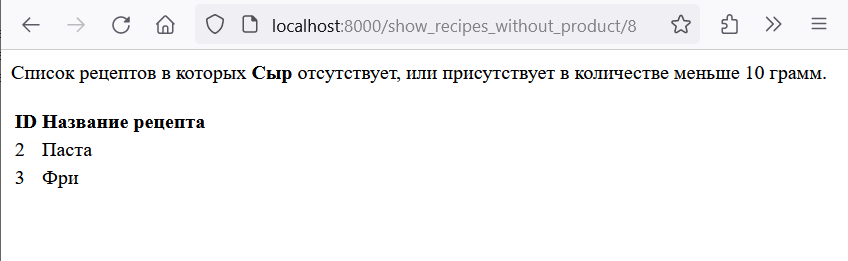 localhost:8000/show_recipes_without_product/8
Список рецептов в которых Сыр отсутствует, или присутствует в количестве меньше 10 грамм.
ID Название рецепта
2 Паста
3 Фри